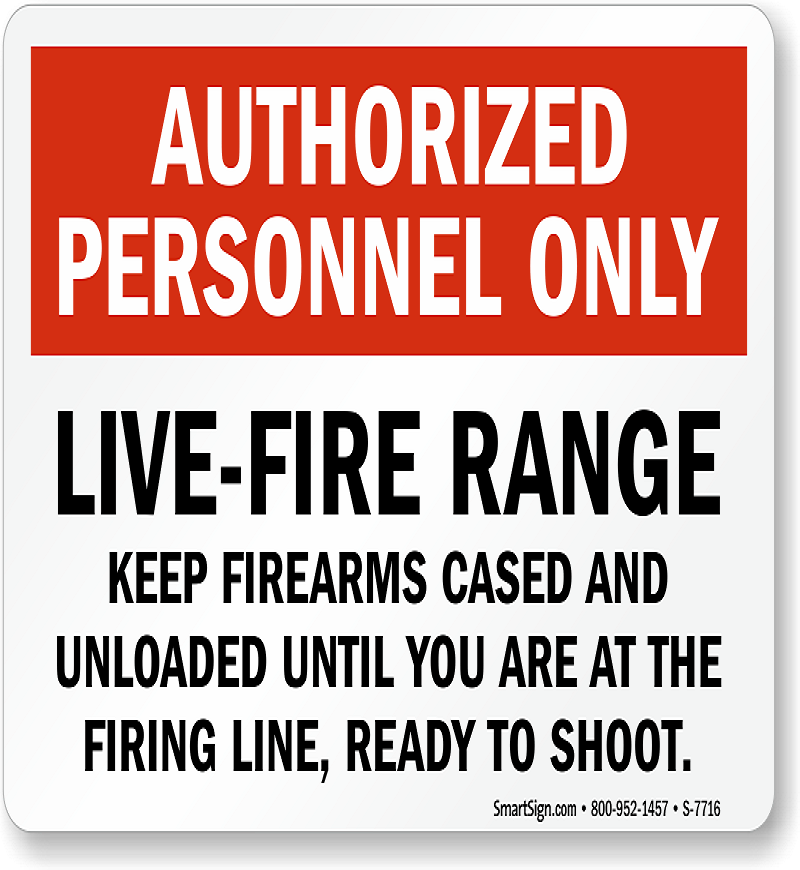 AUTHORIZED
PERSONNEL ONLY
LIVE-FIRE RANGE
KEEP FIREARMS CASED AND
UNLOADED UNTIL YOU ARE AT THE
FIRING LINE, READY TO SHOOT.
SmartSign.com • 800-952-1457 • S-7716